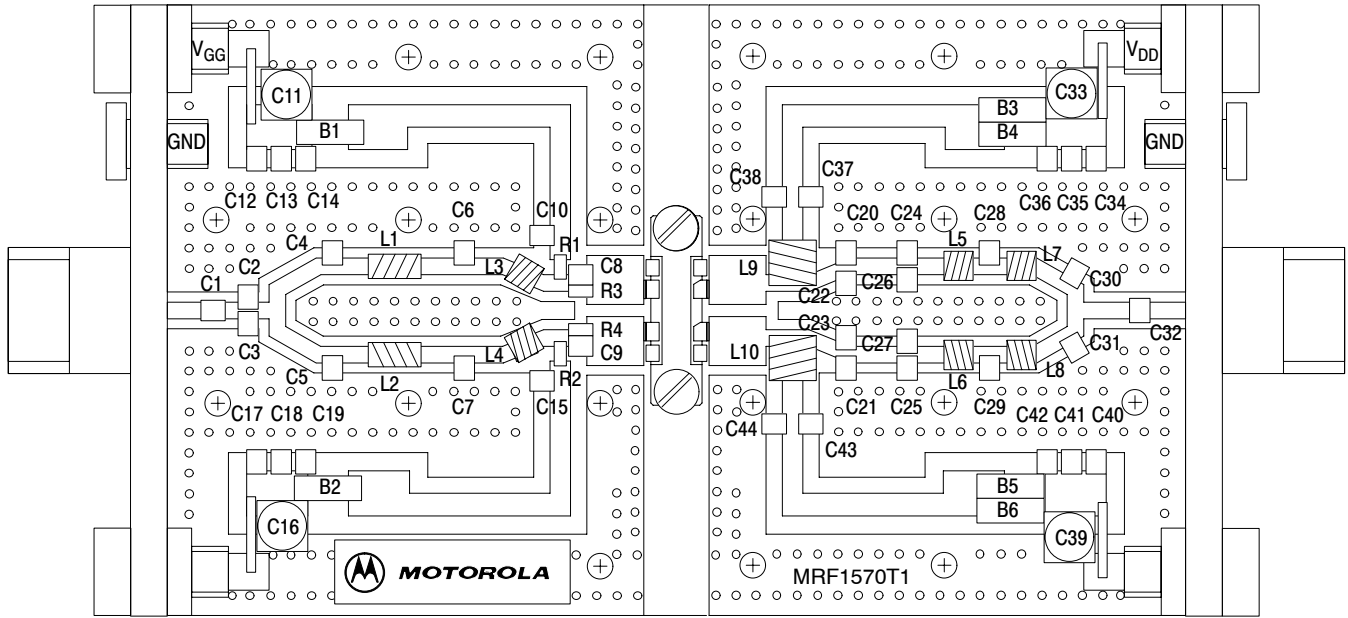 VGG
VDD
C11
C33
B1
B3
B4
GND
GND
C38
C37
C12 C13 C14
C6
C10
C20 C24 C28
C36 C35 C34
C4
L1
R1
L5
L7
C2
L3
C8
L9
C30
C1
R3
C22
C26
C3
R4
C23
C27
C32
C5
L2
L4
R2
C9
L10
L6
L8
C31
C17 C18 C19
C7
C15
C21 C25 C29
C42 C41 C40
C44
C43
B2
B5
B6
C16
C39
MOTOROLA
MRF1570T1